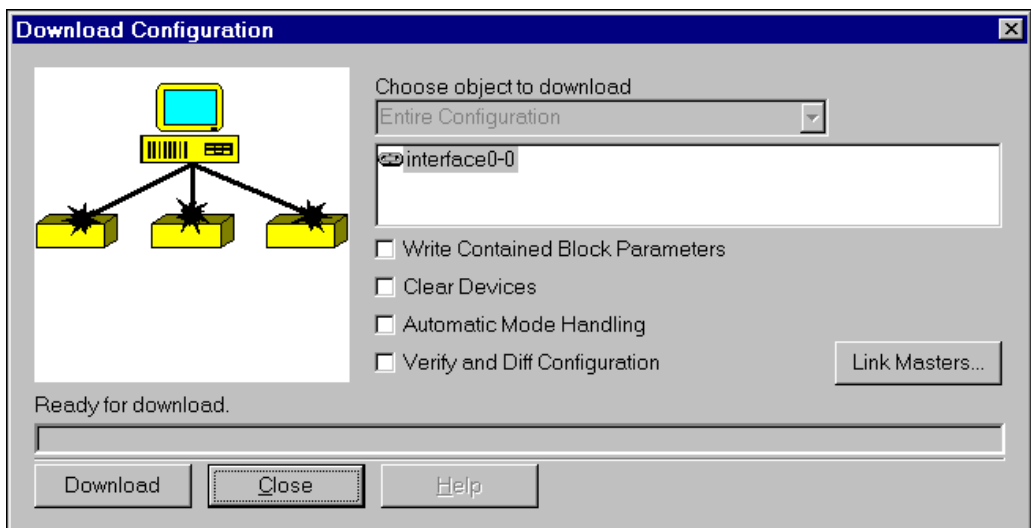 Download Configuration
Choose object to download
Entire Configuration
interface0-0
Write Contained Block Parameters
Clear Devices
Automatic Mode Handling
Verify and Diff Configuration
Link Masters...
Ready for download.
Download Close Help